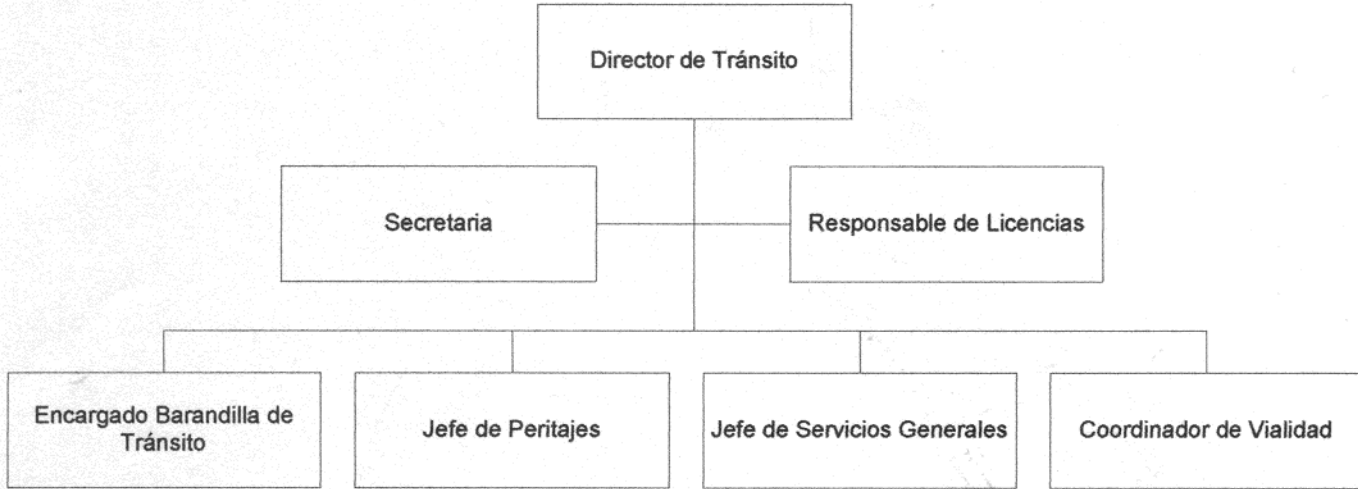 Director de Tránsito
Secretaria
Responsable de Licencias
Encargado Barandilla de
Tránsito
Jefe de Peritajes
Jefe de Servicios Generales
Coordinador de Vialidad